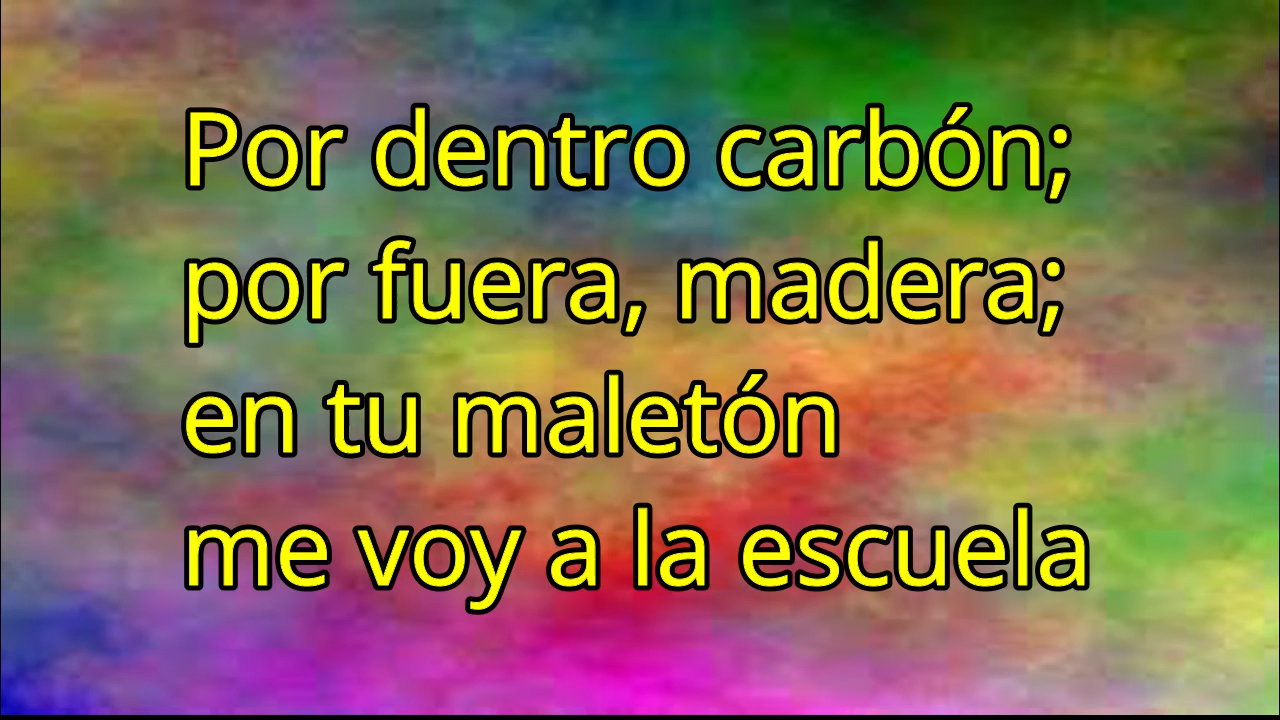 Por dentro carbón;
por fuera, madera;
en tu maletón
me voy a la escuela